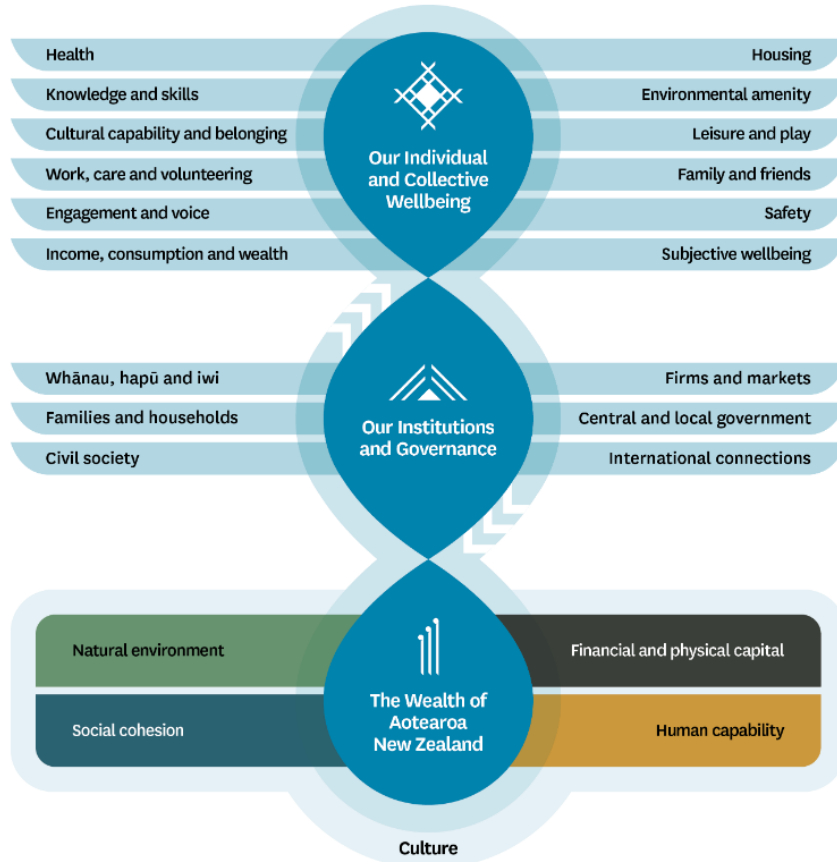 Health
Housing
Knowledge and skills
Environmental amenity
Cultural capability and belonging
Leisure and play
Our Individual
and Collective
Wellbeing
Work, care and volunteering
Family and friends
Engagement and voice
Safety
Income, consumption and wealth
Subjective wellbeing
Whānau, hapū and iwi
Firms and markets
Families and households
Central and local government
Our Institutions
and Governance
Civil society
International connections
Natural environment
Financial and physical capital
The Wealth of
Aotearoa
New Zealand
Social cohesion
Human capability
Culture